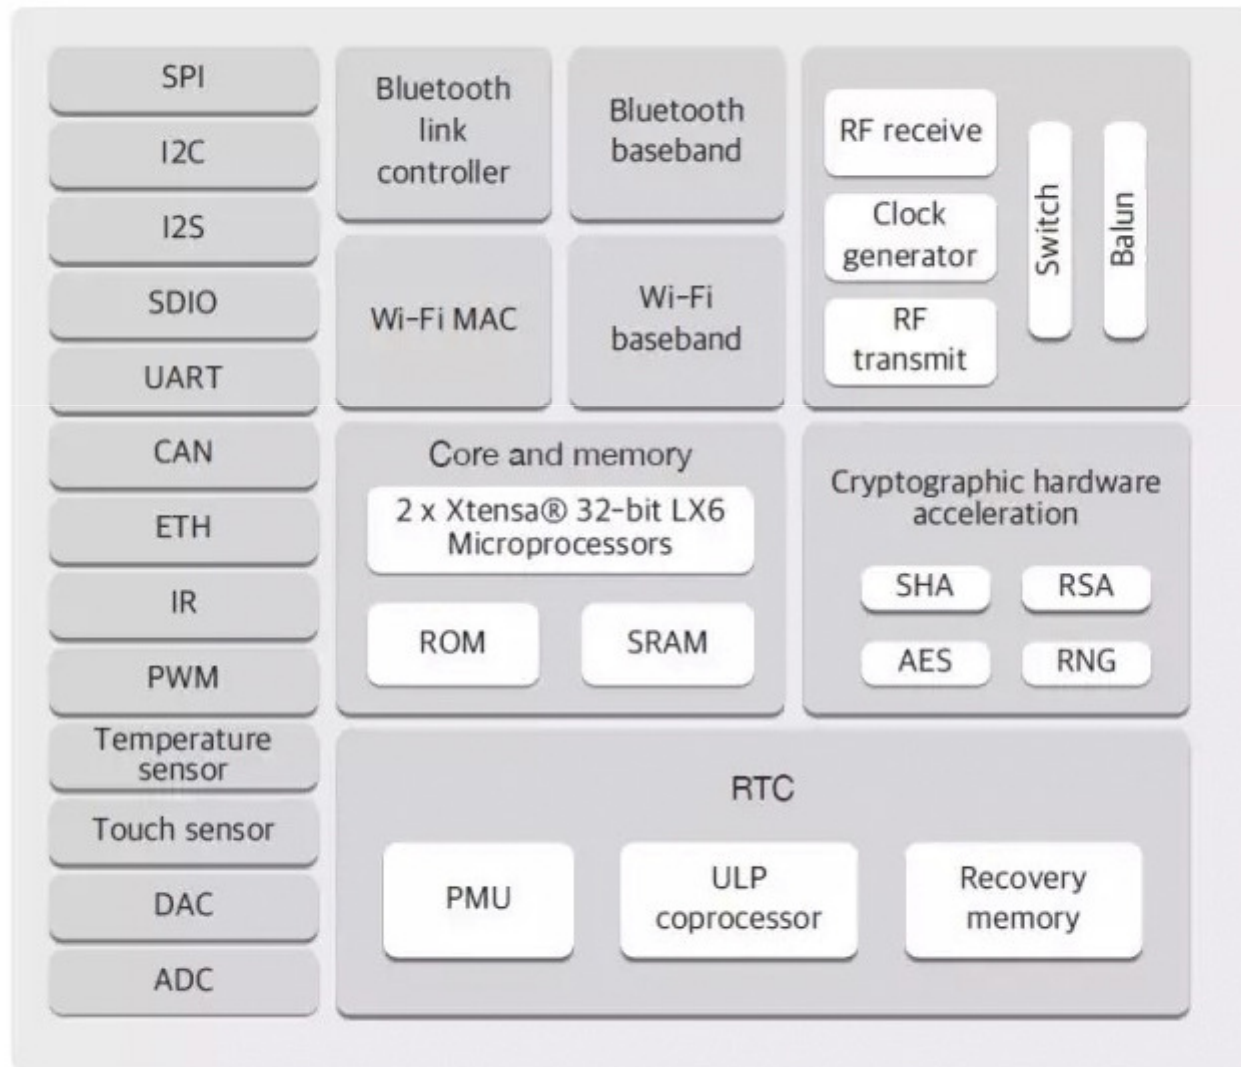 SPI
I2C
I2S
SDIO
UART
CAN
ETH
IR
PWM
Temperature
sensor
Touch sensor
DAC
ADC
Bluetooth
link
controller
Bluetooth
baseband
Wi-Fi MAC
Wi-Fi
baseband
RF receive
Clock
generator
RF
transmit
Switch
Balun
Core and memory
2 x Xtensa® 32-bit LX6
Microprocessors
ROM
SRAM
Cryptographic hardware
acceleration
SHA
RSA
AES
RNG
RTC
PMU
ULP
coprocessor
Recovery
memory